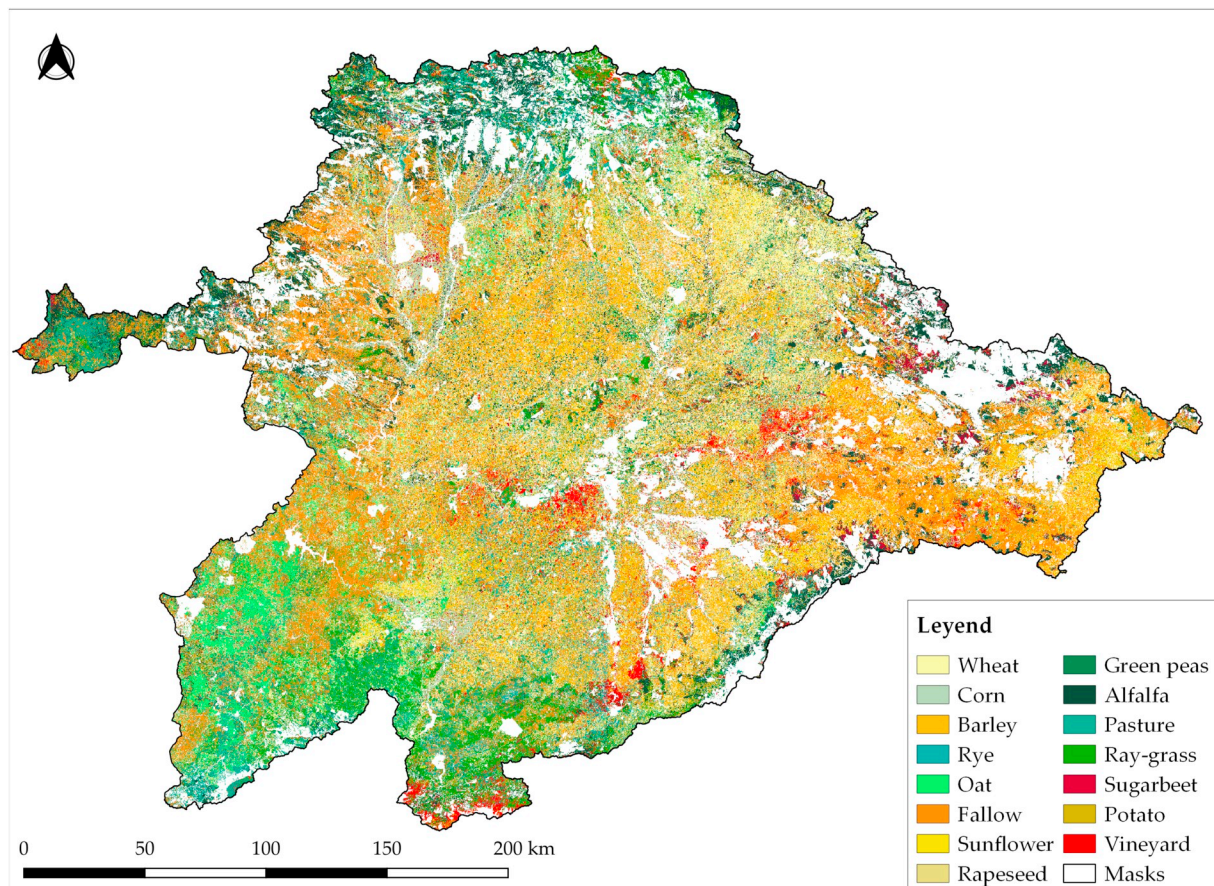 Leyend
Wheat
Corn
Barley
Rye
Oat
Fallow
Sunflower
Rapeseed
Green peas
Alfalfa
Pasture
Ray-grass
Sugarbeet
Potato
Vineyard
Masks
0 50 100 150 200 km